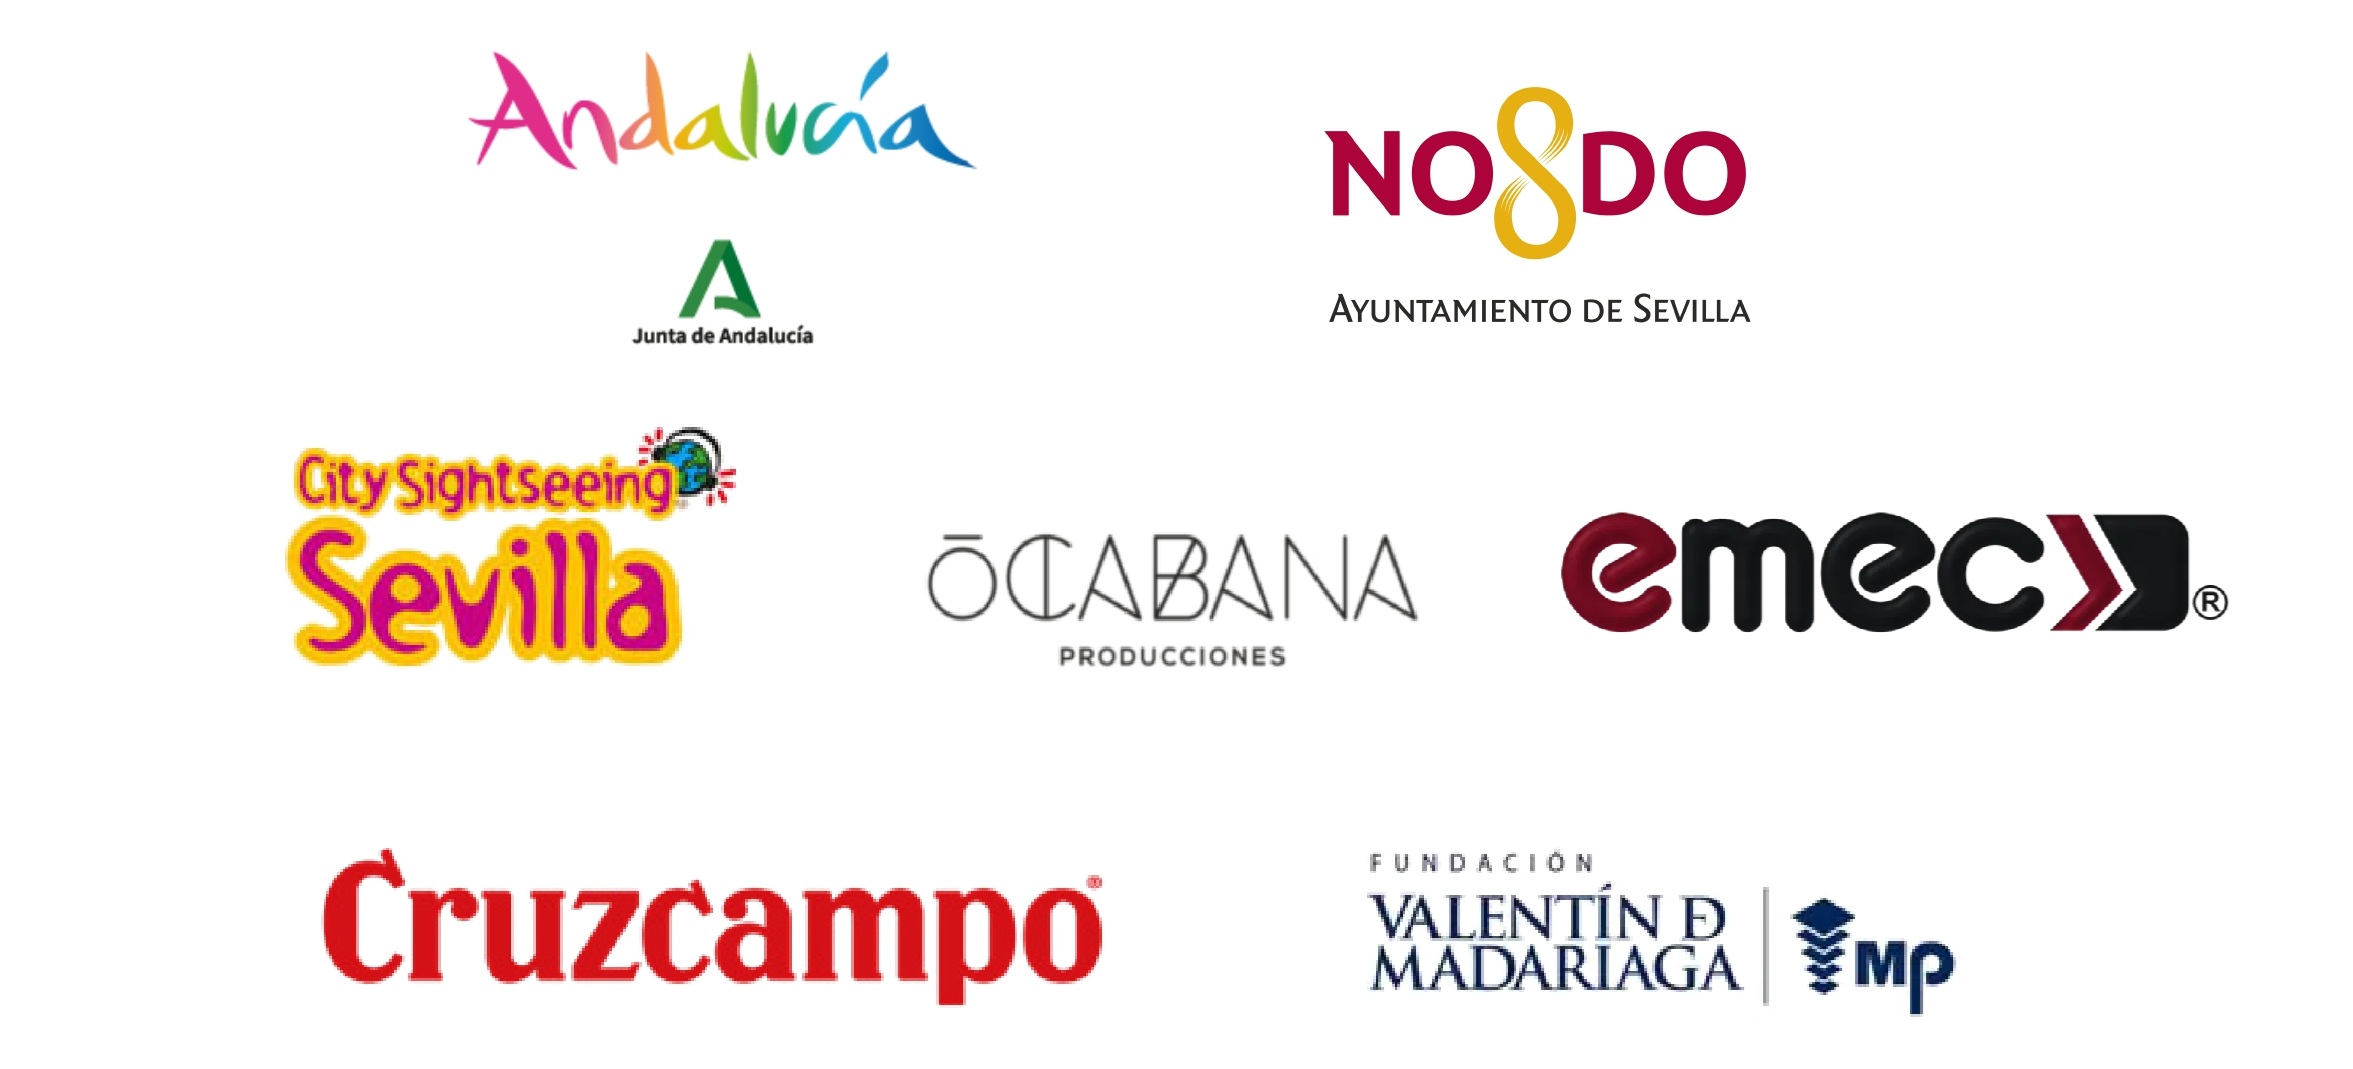 Andalucía
Junta de Andalucía
NO8DO
AYUNTAMIENTO DE SEVILLA
City Sightseeing
Sevilla
ŌCABANA
PRODUCCIONES
emec ®
Cruzcampo®
FUNDACIÓN
VALENTÍN DE
MADARIAGA
MP